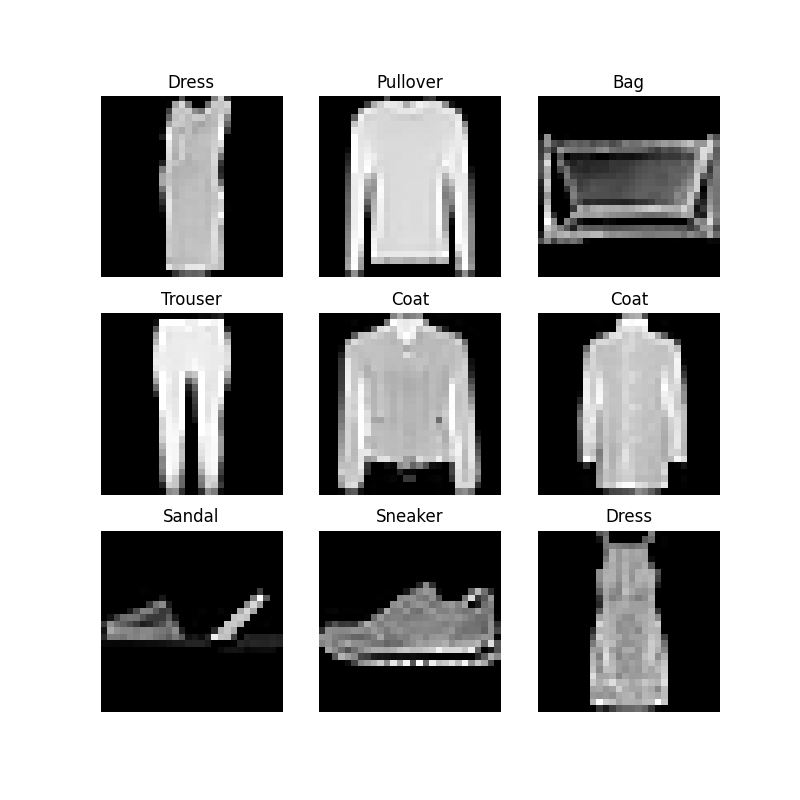 Dress
Pullover
Bag
Trouser
Coat
Coat
Sandal
Sneaker
Dress